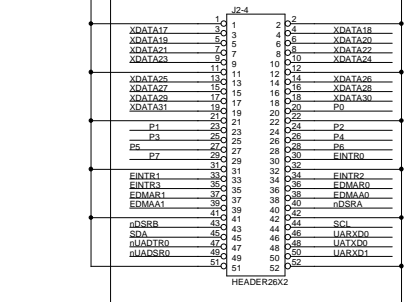 J2-4
1 1 2 2
XDATA17 3 3 4 4 XDATA18
XDATA19 5 5 6 6 XDATA20
XDATA21 7 7 8 8 XDATA22
XDATA23 9 9 10 10 XDATA24
11 11 12 12
XDATA25 13 13 14 14 XDATA26
XDATA27 15 15 16 16 XDATA28
XDATA29 17 17 18 18 XDATA30
XDATA31 19 19 20 20 P0
21 21 22 22
P1 23 23 24 24 P2
P3 25 25 26 26 P4
P5 27 27 28 28 P6
P7 29 29 30 30 EINTR0
31 31 32 32
EINTR1 33 33 34 34 EINTR2
EINTR3 35 35 36 36 EDMAR0
EDMAR1 37 37 38 38 EDMAA0
EDMAA1 39 39 40 40 nDSRA
41 41 42 42
nDSRB 43 43 44 44 SCL
SDA 45 45 46 46 UARXD0
nUADTR0 47 47 48 48 UATXD0
nUADSR0 49 49 50 50 UARXD1
51 51 52 52
HEADER26X2